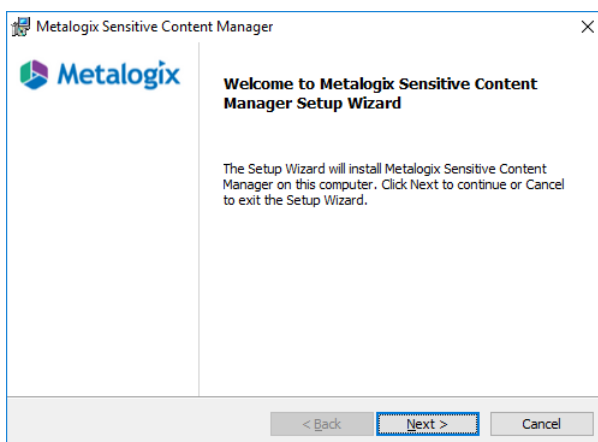 Metalogix Sensitive Content Manager
Metalogix
Welcome to Metalogix Sensitive Content
Manager Setup Wizard
The Setup Wizard will install Metalogix Sensitive Content
Manager on this computer. Click Next to continue or Cancel
to exit the Setup Wizard.
< Back
Next >
Cancel